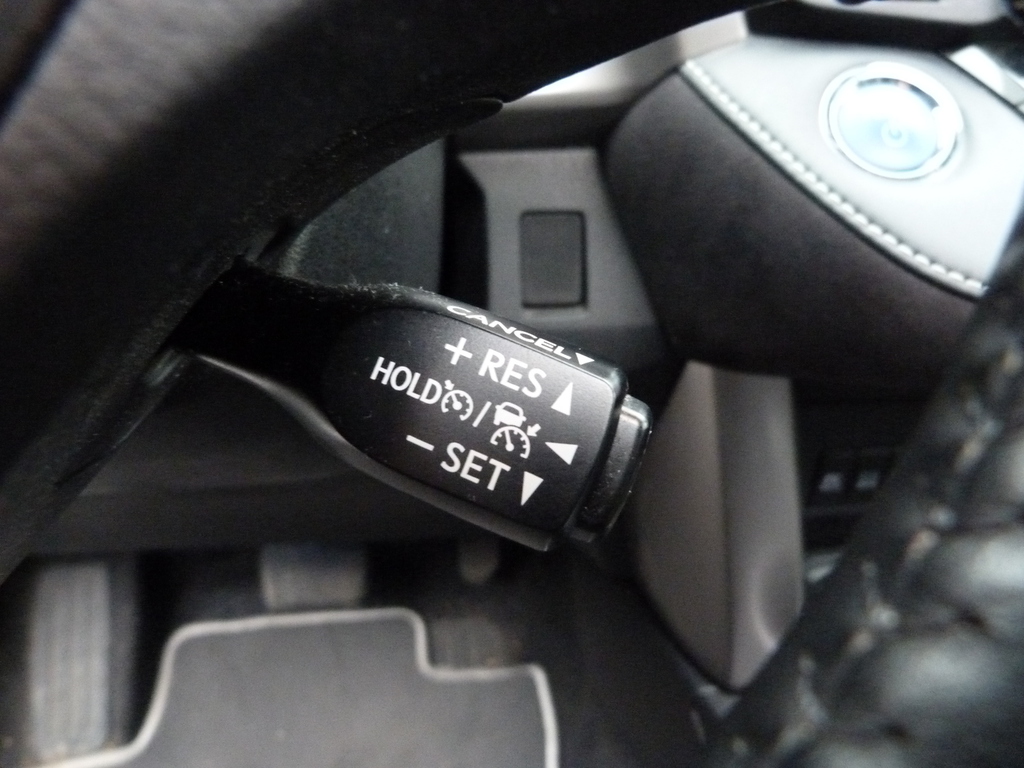 CANCEL▼
+ RES ▲
HOLD / ◀
− SET ▼